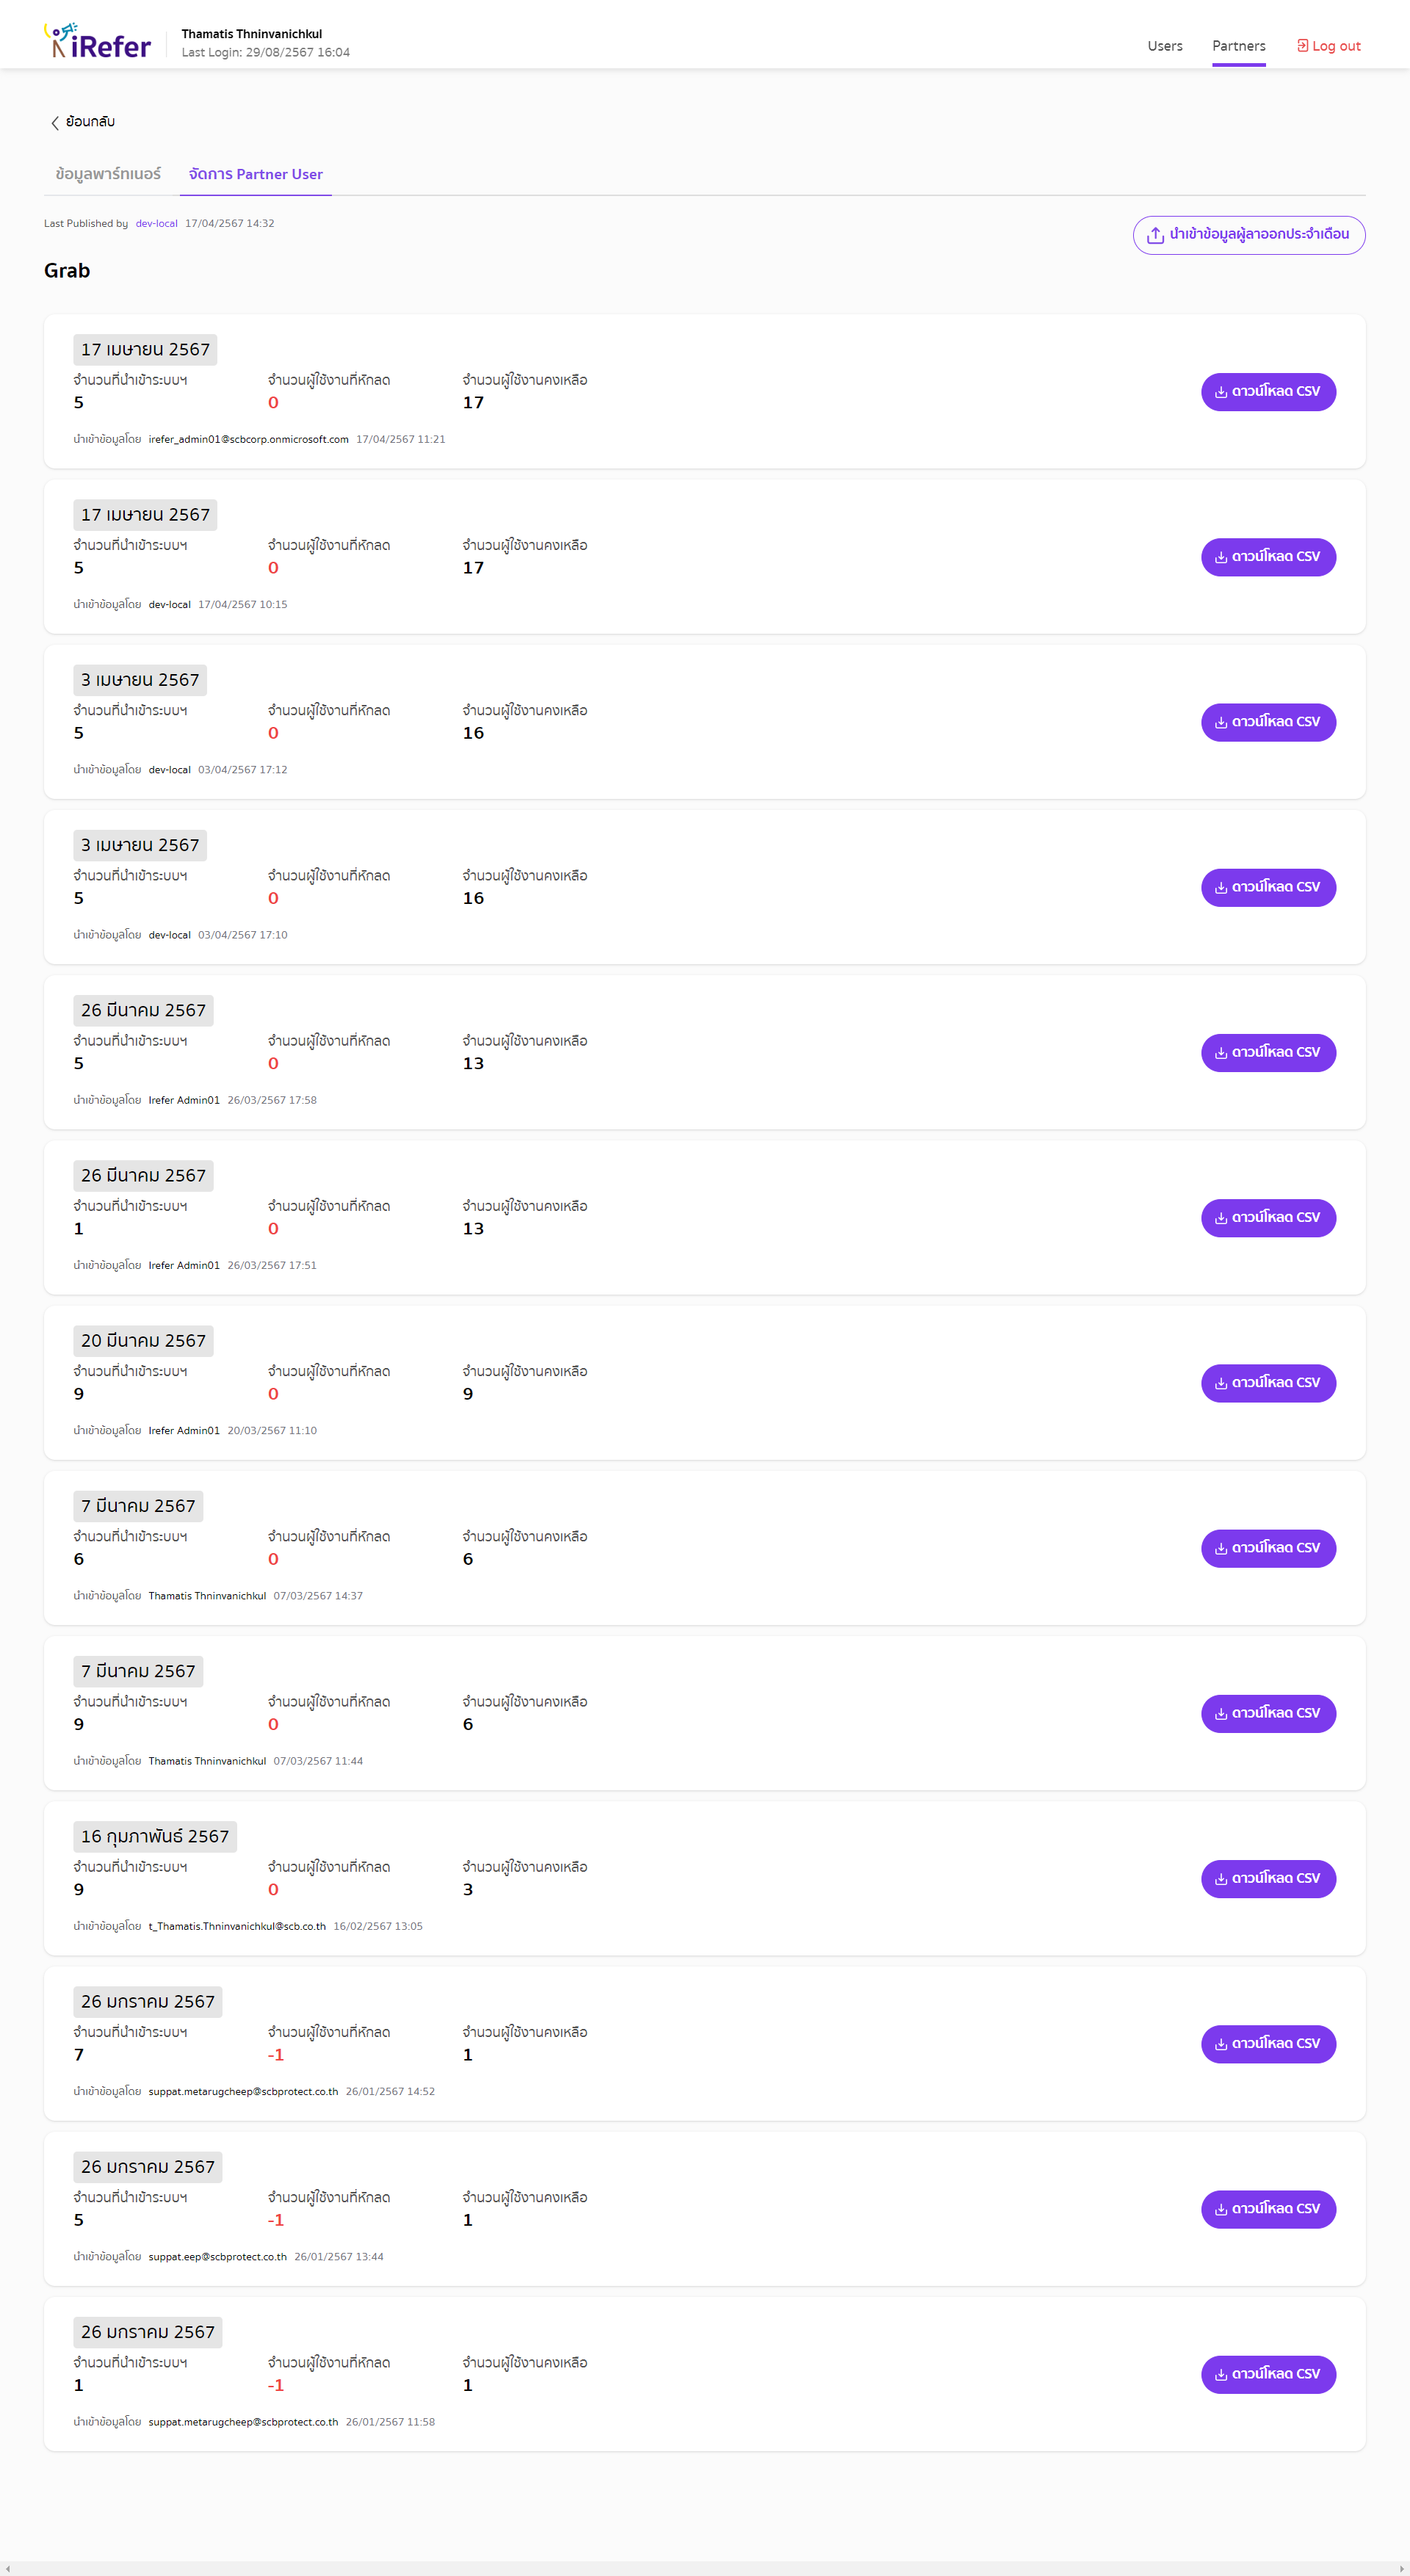 iRefer
Thamatis Thninvanichkul
Last Login: 29/08/2567 16:04
Users Partners Log out
ย้อนกลับ
ข้อมูลพาร์ทเนอร์ จัดการ Partner User
Last Published by dev-local 17/04/2567 14:32
นำเข้าข้อมูลผู้ลาออกประจำเดือน
Grab
17 เมษายน 2567
จำนวนที่นำเข้าระบบฯ จำนวนผู้ใช้งานที่หักลด จำนวนผู้ใช้งานคงเหลือ
5 0 17
ดาวน์โหลด CSV
นำเข้าข้อมูลโดย irefer_admin01@scbcorp.onmicrosoft.com 17/04/2567 11:21
17 เมษายน 2567
จำนวนที่นำเข้าระบบฯ จำนวนผู้ใช้งานที่หักลด จำนวนผู้ใช้งานคงเหลือ
5 0 17
ดาวน์โหลด CSV
นำเข้าข้อมูลโดย dev-local 17/04/2567 10:15
3 เมษายน 2567
จำนวนที่นำเข้าระบบฯ จำนวนผู้ใช้งานที่หักลด จำนวนผู้ใช้งานคงเหลือ
5 0 16
ดาวน์โหลด CSV
นำเข้าข้อมูลโดย dev-local 03/04/2567 17:12
3 เมษายน 2567
จำนวนที่นำเข้าระบบฯ จำนวนผู้ใช้งานที่หักลด จำนวนผู้ใช้งานคงเหลือ
5 0 16
ดาวน์โหลด CSV
นำเข้าข้อมูลโดย dev-local 03/04/2567 17:10
26 มีนาคม 2567
จำนวนที่นำเข้าระบบฯ จำนวนผู้ใช้งานที่หักลด จำนวนผู้ใช้งานคงเหลือ
5 0 13
ดาวน์โหลด CSV
นำเข้าข้อมูลโดย Irefer Admin01 26/03/2567 17:58
26 มีนาคม 2567
จำนวนที่นำเข้าระบบฯ จำนวนผู้ใช้งานที่หักลด จำนวนผู้ใช้งานคงเหลือ
1 0 13
ดาวน์โหลด CSV
นำเข้าข้อมูลโดย Irefer Admin01 26/03/2567 17:51
20 มีนาคม 2567
จำนวนที่นำเข้าระบบฯ จำนวนผู้ใช้งานที่หักลด จำนวนผู้ใช้งานคงเหลือ
9 0 9
ดาวน์โหลด CSV
นำเข้าข้อมูลโดย Irefer Admin01 20/03/2567 11:10
7 มีนาคม 2567
จำนวนที่นำเข้าระบบฯ จำนวนผู้ใช้งานที่หักลด จำนวนผู้ใช้งานคงเหลือ
6 0 6
ดาวน์โหลด CSV
นำเข้าข้อมูลโดย Thamatis Thninvanichkul 07/03/2567 14:37
7 มีนาคม 2567
จำนวนที่นำเข้าระบบฯ จำนวนผู้ใช้งานที่หักลด จำนวนผู้ใช้งานคงเหลือ
9 0 6
ดาวน์โหลด CSV
นำเข้าข้อมูลโดย Thamatis Thninvanichkul 07/03/2567 11:44
16 กุมภาพันธ์ 2567
จำนวนที่นำเข้าระบบฯ จำนวนผู้ใช้งานที่หักลด จำนวนผู้ใช้งานคงเหลือ
9 0 3
ดาวน์โหลด CSV
นำเข้าข้อมูลโดย t_Thamatis.Thninvanichkul@scb.co.th 16/02/2567 13:05
26 มกราคม 2567
จำนวนที่นำเข้าระบบฯ จำนวนผู้ใช้งานที่หักลด จำนวนผู้ใช้งานคงเหลือ
7 -1 1
ดาวน์โหลด CSV
นำเข้าข้อมูลโดย suppat.metarugcheep@scbprotect.co.th 26/01/2567 14:52
26 มกราคม 2567
จำนวนที่นำเข้าระบบฯ จำนวนผู้ใช้งานที่หักลด จำนวนผู้ใช้งานคงเหลือ
5 -1 1
ดาวน์โหลด CSV
นำเข้าข้อมูลโดย suppat.eep@scbprotect.co.th 26/01/2567 13:44
26 มกราคม 2567
จำนวนที่นำเข้าระบบฯ จำนวนผู้ใช้งานที่หักลด จำนวนผู้ใช้งานคงเหลือ
1 -1 1
ดาวน์โหลด CSV
นำเข้าข้อมูลโดย suppat.metarugcheep@scbprotect.co.th 26/01/2567 11:58